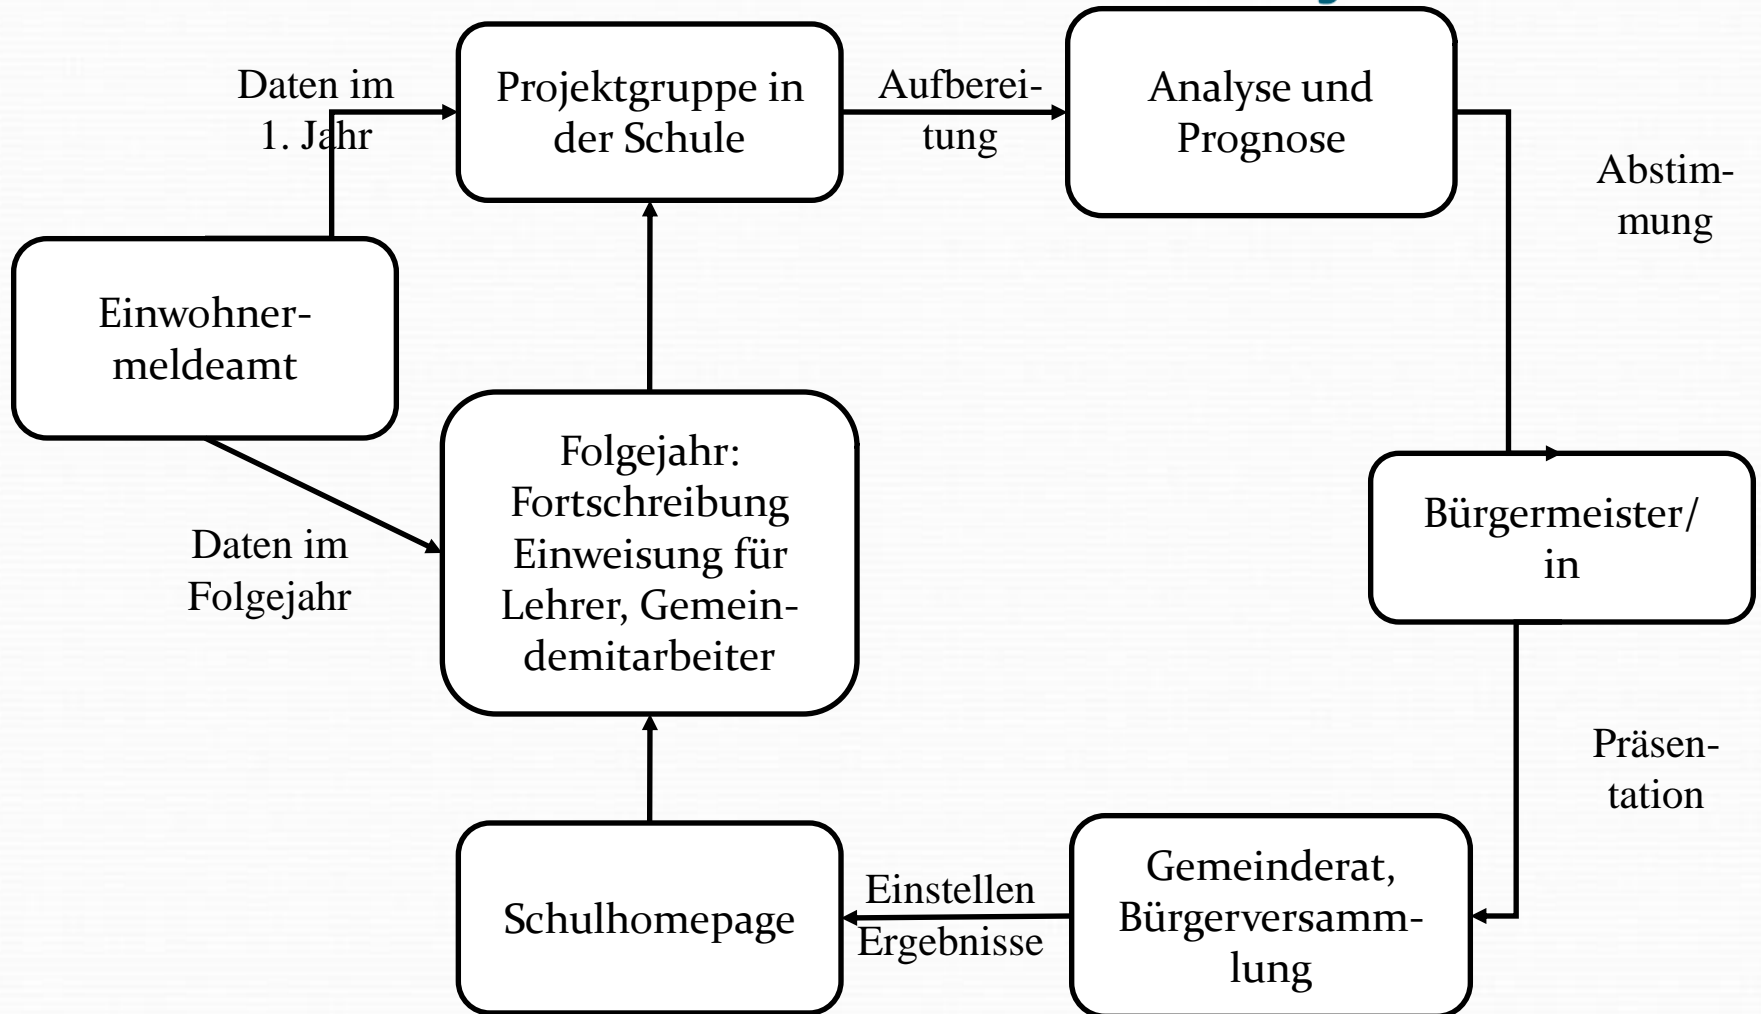 Daten im
1. Jahr
Projektgruppe in
der Schule
Aufberei-
tung
Analyse und
Prognose
Abstim-
mung
Einwohner-
meldeamt
Folgejahr:
Fortschreibung
Einweisung für
Lehrer, Gemein-
demitarbeiter
Daten im
Folgejahr
Bürgermeister/
in
Präsen-
tation
Schulhomepage
Einstellen
Ergebnisse
Gemeinderat,
Bürgerversamm-
lung